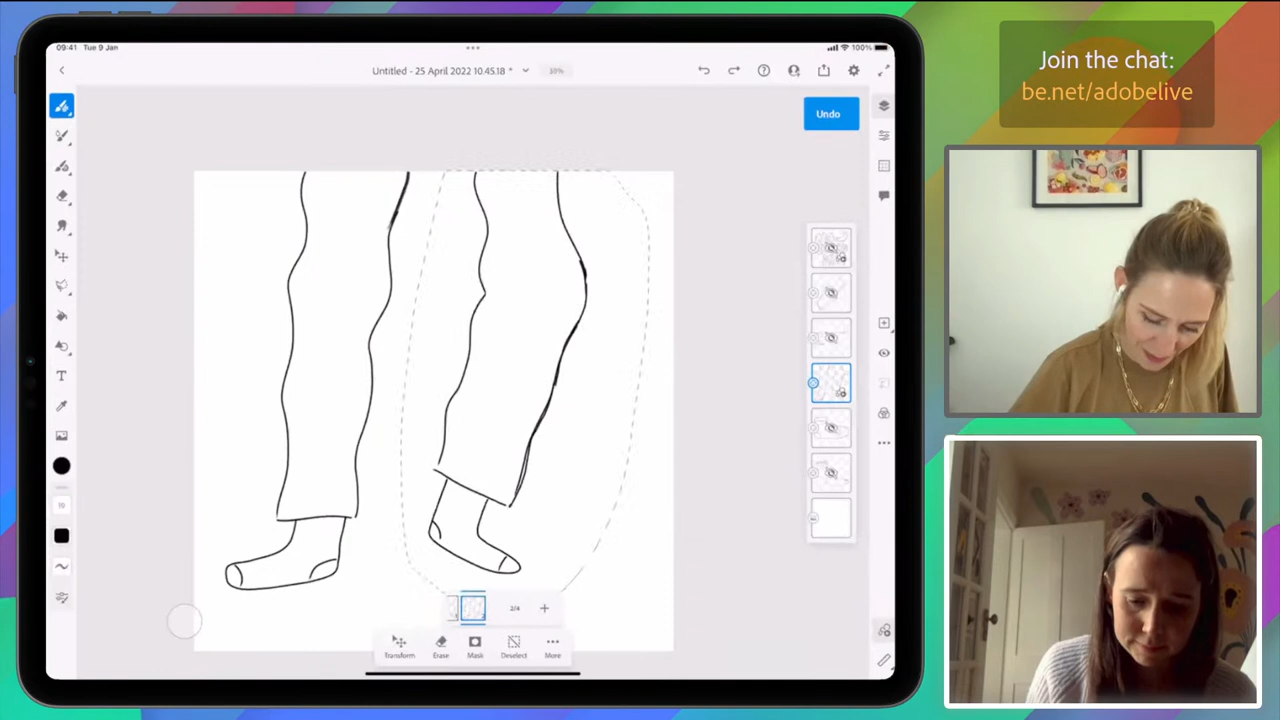 09:41 Tue 9 Jan
100%
Untitled - 25 April 2022 10.45.18 *
Undo
T
2/4
+
Transform
Erase
Mask
Deselect
More
Join the chat:
be.net/adobelive